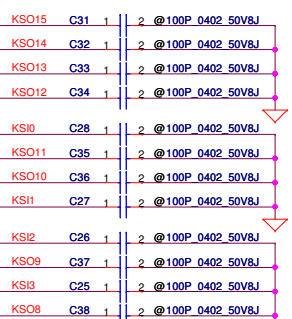 KSO15 C31 1 2 @100P_0402_50V8J
KSO14 C32 1 2 @100P_0402_50V8J
KSO13 C33 1 2 @100P_0402_50V8J
KSO12 C34 1 2 @100P_0402_50V8J
KSI0 C28 1 2 @100P_0402_50V8J
KSO11 C35 1 2 @100P_0402_50V8J
KSO10 C36 1 2 @100P_0402_50V8J
KSI1 C27 1 2 @100P_0402_50V8J
KSI2 C26 1 2 @100P_0402_50V8J
KSO9 C37 1 2 @100P_0402_50V8J
KSI3 C25 1 2 @100P_0402_50V8J
KSO8 C38 1 2 @100P_0402_50V8J